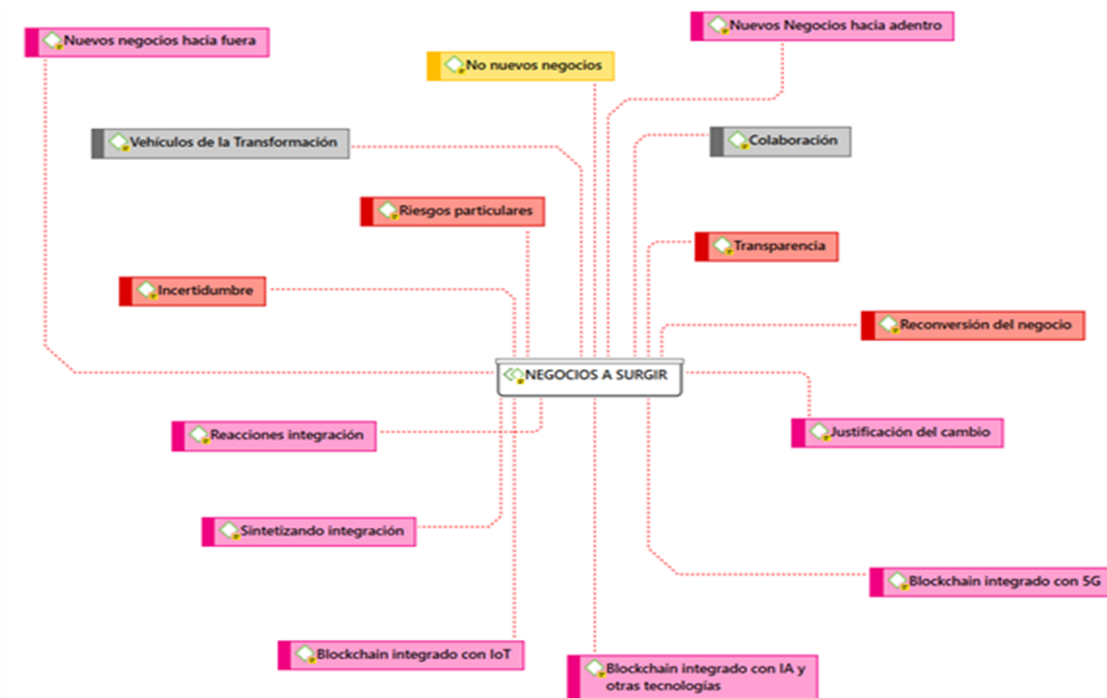 Nuevos Negocios hacia adentro
Nuevos negocios hacia fuera
No nuevos negocios
Vehículos de la Transformación
Colaboración
Riesgos particulares
Transparencia
Incertidumbre
Reconversión del negocio
NEGOCIOS A SURGIR
Reacciones integración
Justificación del cambio
Sintetizando integración
Blockchain integrado con 5G
Blockchain integrado con IoT
Blockchain integrado con IA y
otras tecnologías